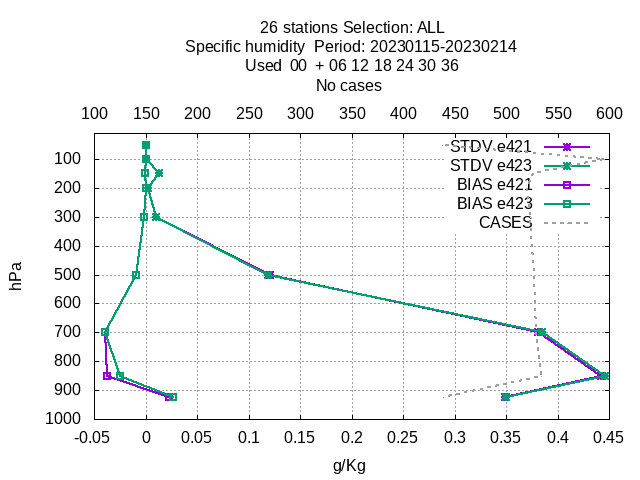 26 stations Selection: ALL
Specific humidity  Period: 20230115-20230214
Used  00  + 06 12 18 24 30 36
No cases
100 150 200 250 300 350 400 450 500 550 600
STDV e421
STDV e423
BIAS e421
BIAS e423
CASES
100
200
300
400
500
600
700
800
900
1000
hPa
-0.05 0 0.05 0.1 0.15 0.2 0.25 0.3 0.35 0.4 0.45
g/Kg